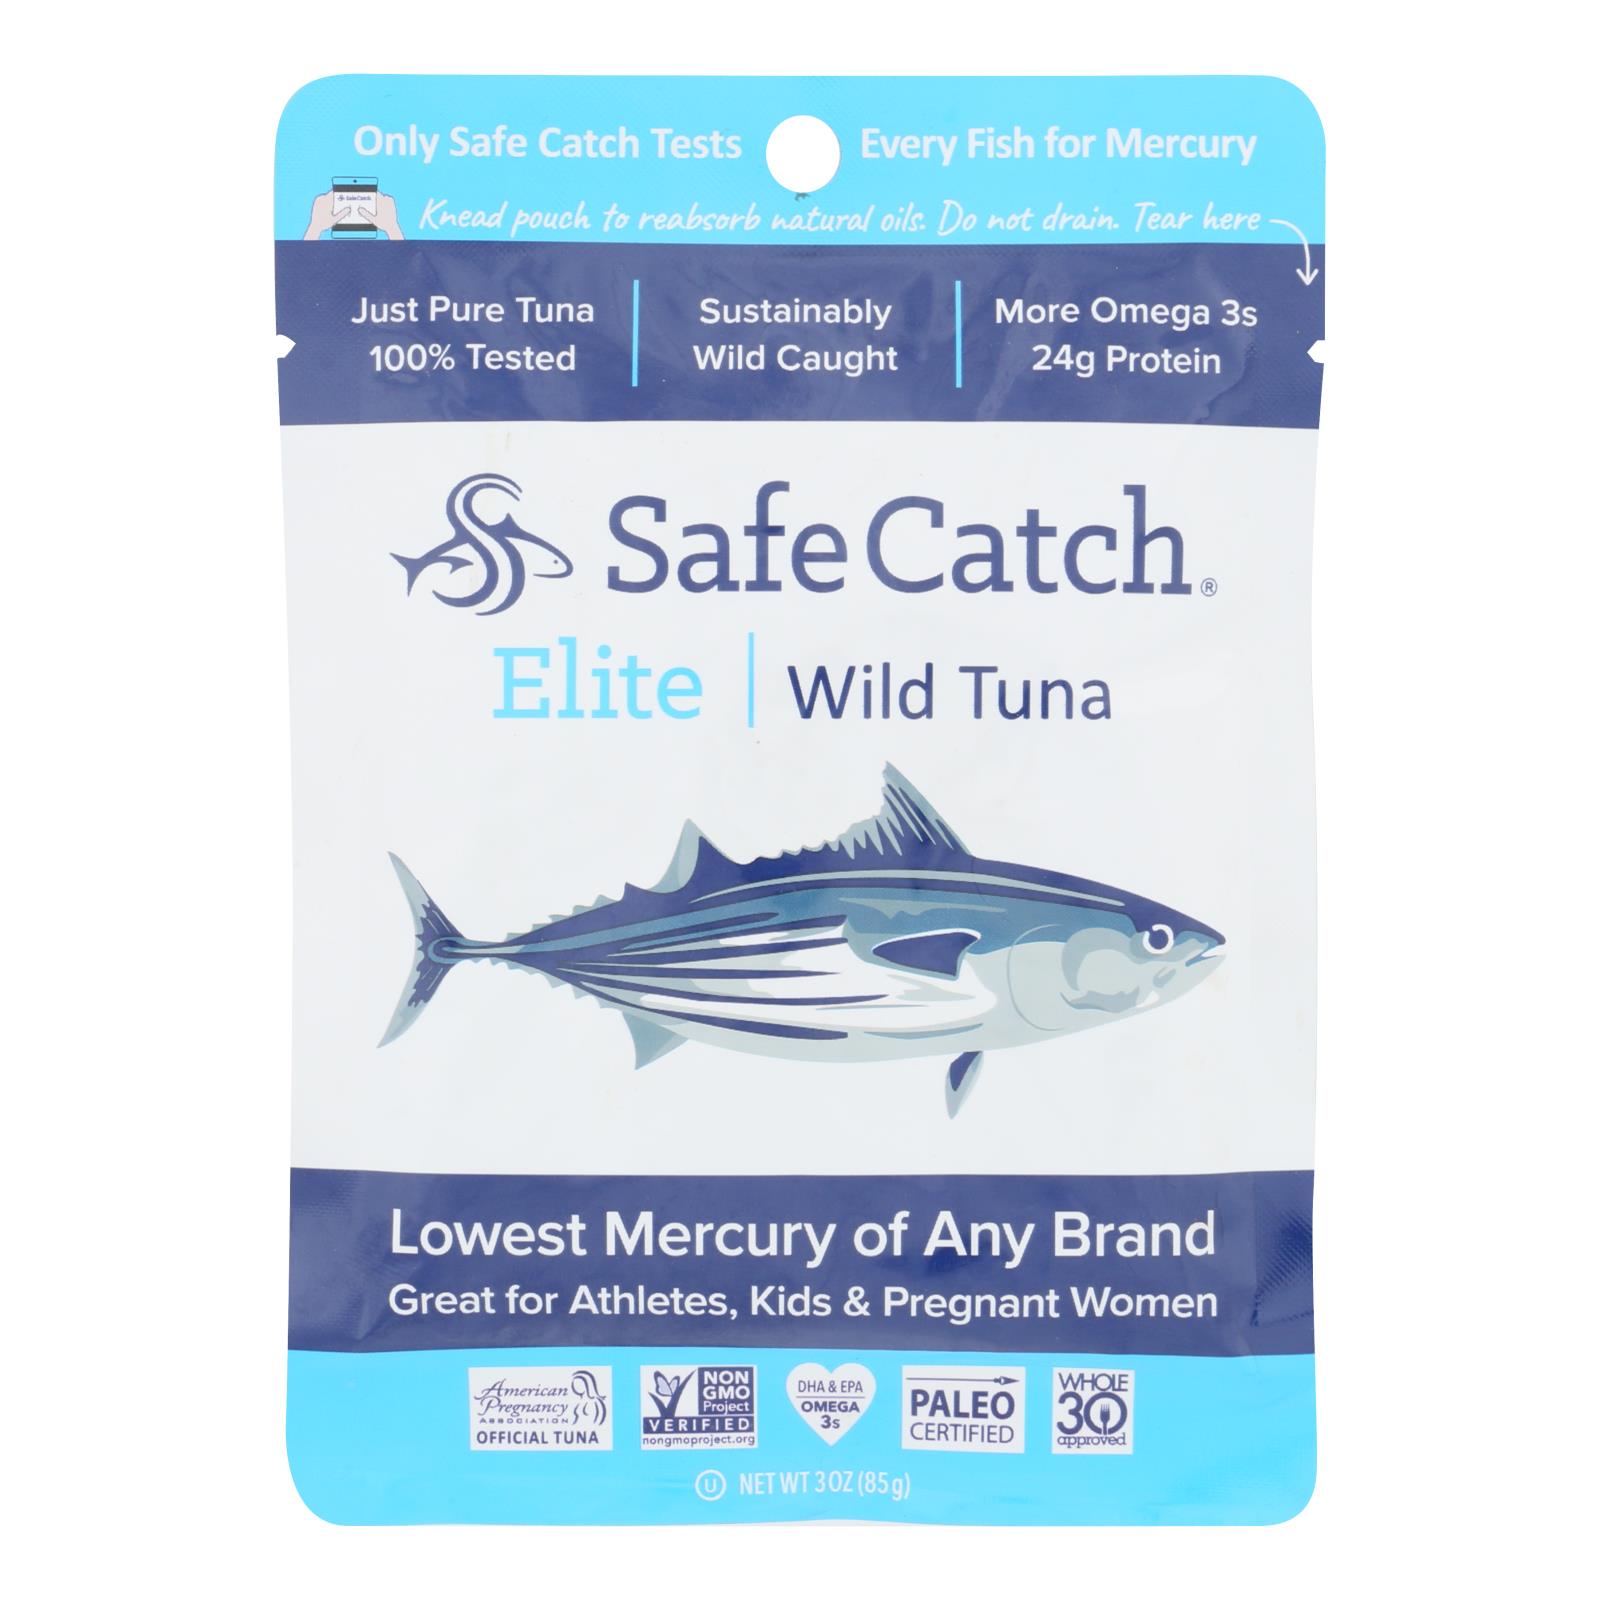 Only Safe Catch Tests Every Fish for Mercury
SafeCatch
Knead pouch to reabsorb natural oils. Do not drain. Tear here
Just Pure Tuna
100% Tested
Sustainably
Wild Caught
More Omega 3s
24g Protein
Safe Catch®
Elite | Wild Tuna
Lowest Mercury of Any Brand
Great for Athletes, Kids & Pregnant Women
American
Pregnancy
ASSOCIATION
OFFICIAL TUNA
NON
GMO
Project
VERIFIED
nongmoproject.org
DHA & EPA
OMEGA
3s
PALEO
CERTIFIED
WHOLE
30
approved
U NET WT 3 OZ (85g)